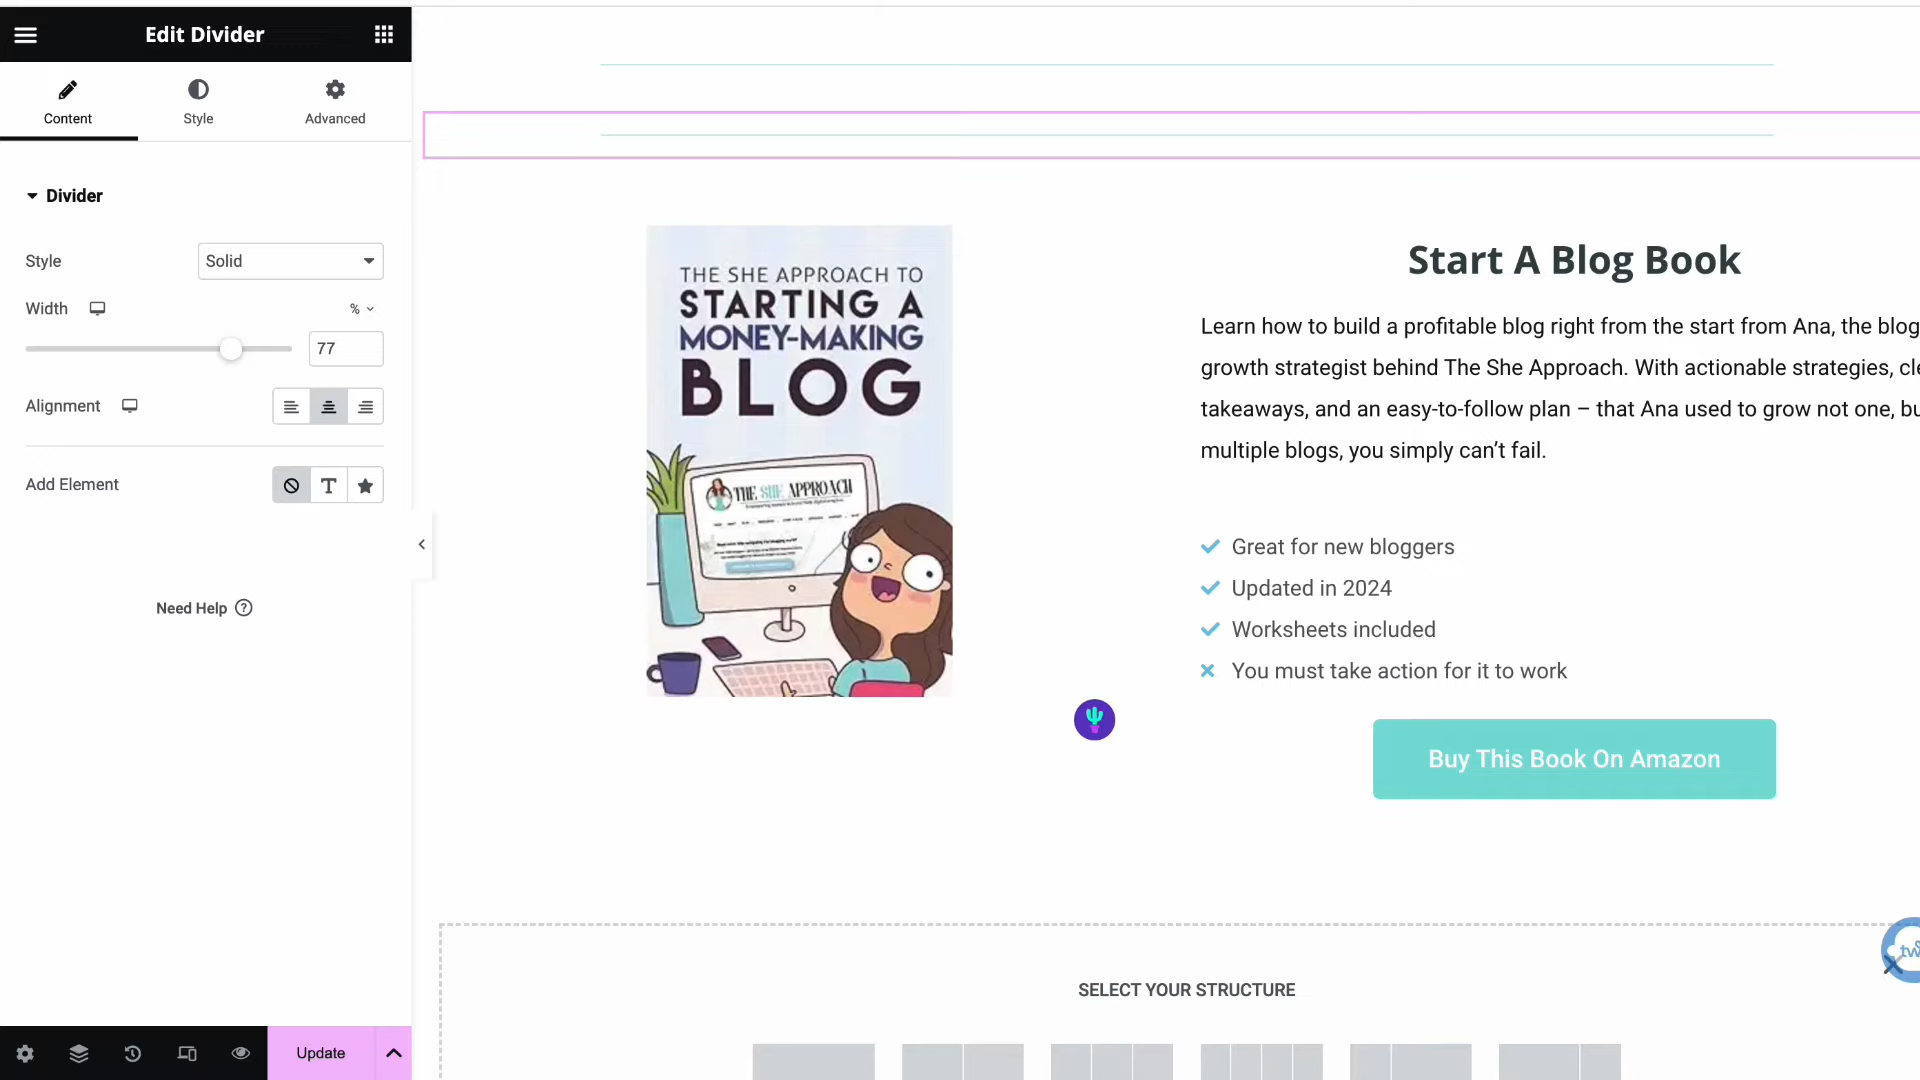 Edit Divider
Content
Style
Advanced
Divider
Style
Solid
Width
%
77
Alignment
Add Element
Need Help
Update
THE SHE APPROACH TO
STARTING A
MONEY-MAKING
BLOG
THE SHE APPROACH
Start A Blog Book
Learn how to build a profitable blog right from the start from Ana, the blog
growth strategist behind The She Approach. With actionable strategies, cle
takeaways, and an easy-to-follow plan – that Ana used to grow not one, bu
multiple blogs, you simply can’t fail.
Great for new bloggers
Updated in 2024
Worksheets included
You must take action for it to work
Buy This Book On Amazon
SELECT YOUR STRUCTURE